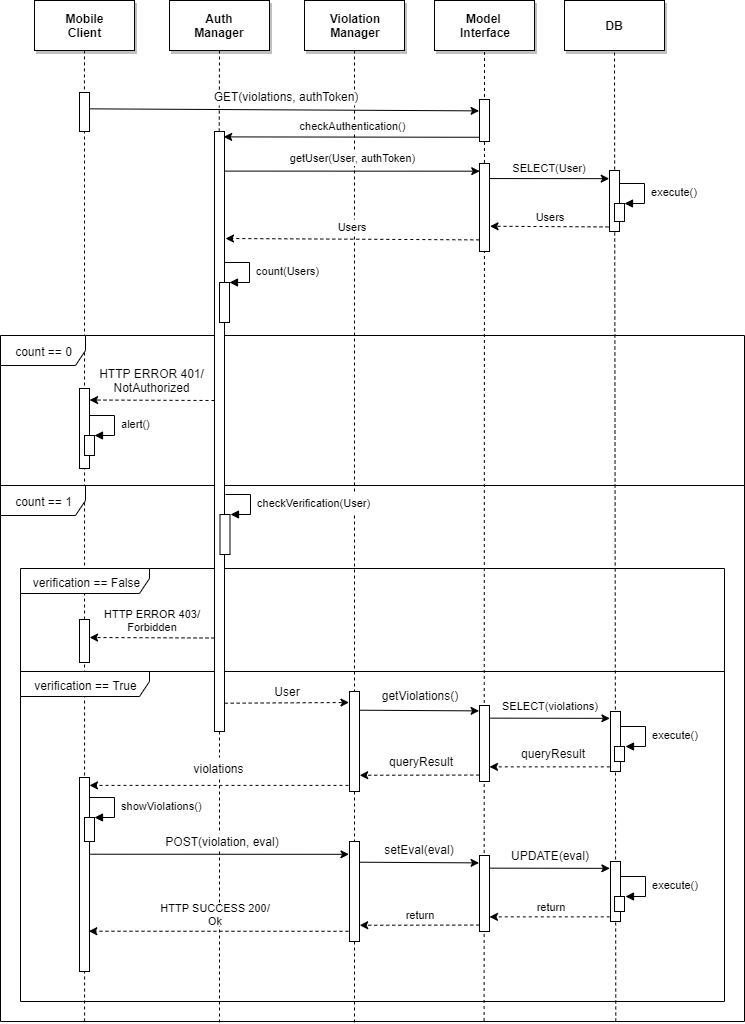 Mobile
Client
Auth
Manager
Violation
Manager
Model
Interface
DB
GET(violations, authToken)
checkAuthentication()
getUser(User, authToken)
SELECT(User)
execute()
Users
Users
count(Users)
count == 0
HTTP ERROR 401/
NotAuthorized
alert()
count == 1
checkVerification(User)
verification == False
HTTP ERROR 403/
Forbidden
verification == True
User
getViolations()
SELECT(violations)
execute()
queryResult
queryResult
violations
showViolations()
POST(violation, eval)
setEval(eval)
UPDATE(eval)
execute()
HTTP SUCCESS 200/
Ok
return
return